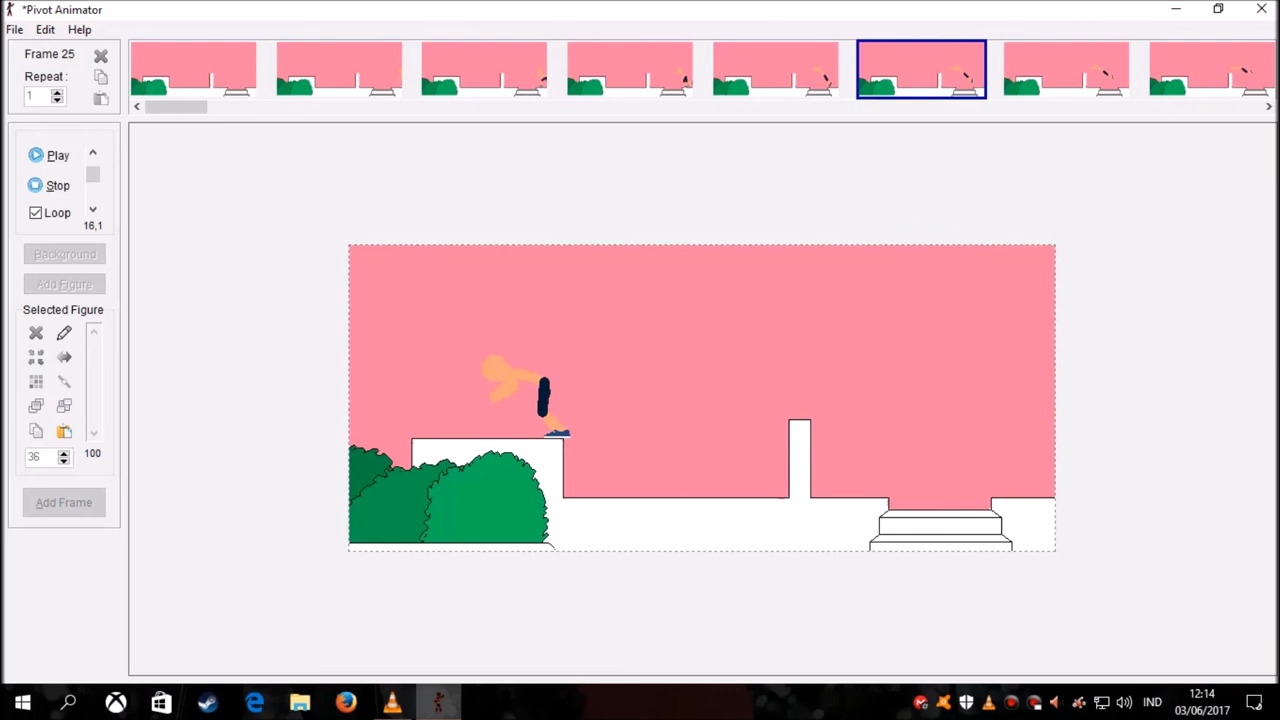 *Pivot Animator
File Edit Help
Frame 25
Repeat:
1
Play
Stop
Loop
16,1
Background
Add Figure
Selected Figure
36
100
Add Frame
IND
12:14
03/06/2017